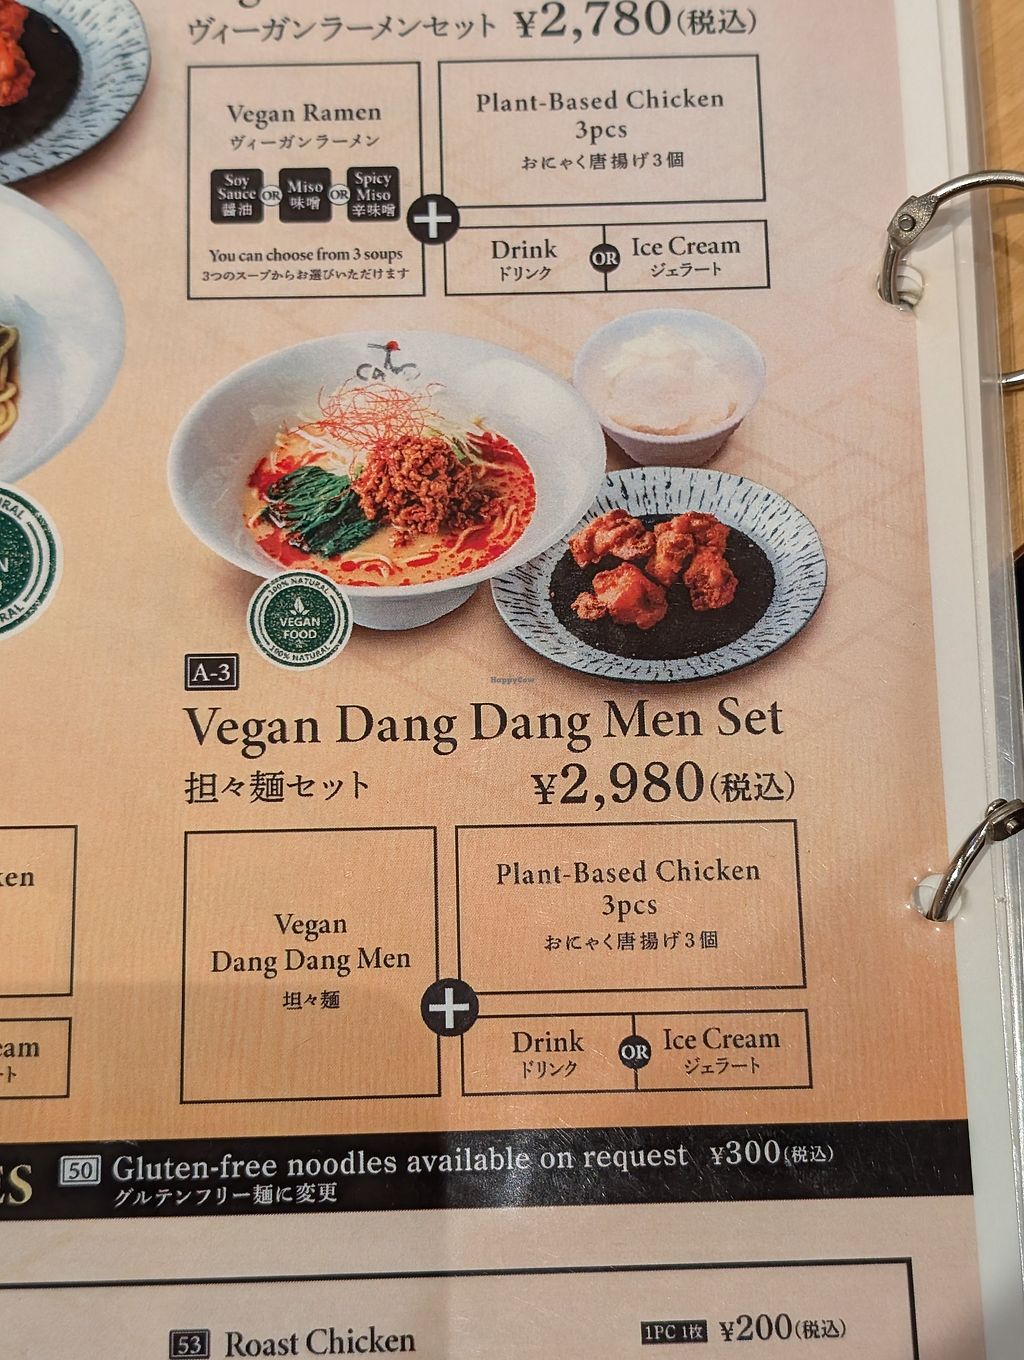 ヴィーガンラーメンセット ¥2,780(税込)
Vegan Ramen
ヴィーガンラーメン
Soy Sauce 醤油 OR Miso 味噌 OR Spicy Miso 辛味噌
You can choose from 3 soups
3つのスープからお選びいただけます
+
Plant-Based Chicken
3pcs
おにゃく唐揚げ3個
Drink OR Ice Cream
ドリンク ジェラート
100% NATURAL
VEGAN
FOOD
100% NATURAL
HappyCow
A-3
Vegan Dang Dang Men Set
担々麺セット ¥2,980(税込)
Vegan
Dang Dang Men
担々麺
+
Plant-Based Chicken
3pcs
おにゃく唐揚げ3個
Drink OR Ice Cream
ドリンク ジェラート
50 Gluten-free noodles available on request ¥300(税込)
グルテンフリー麺に変更
53 Roast Chicken 1PC 1枚 ¥200(税込)